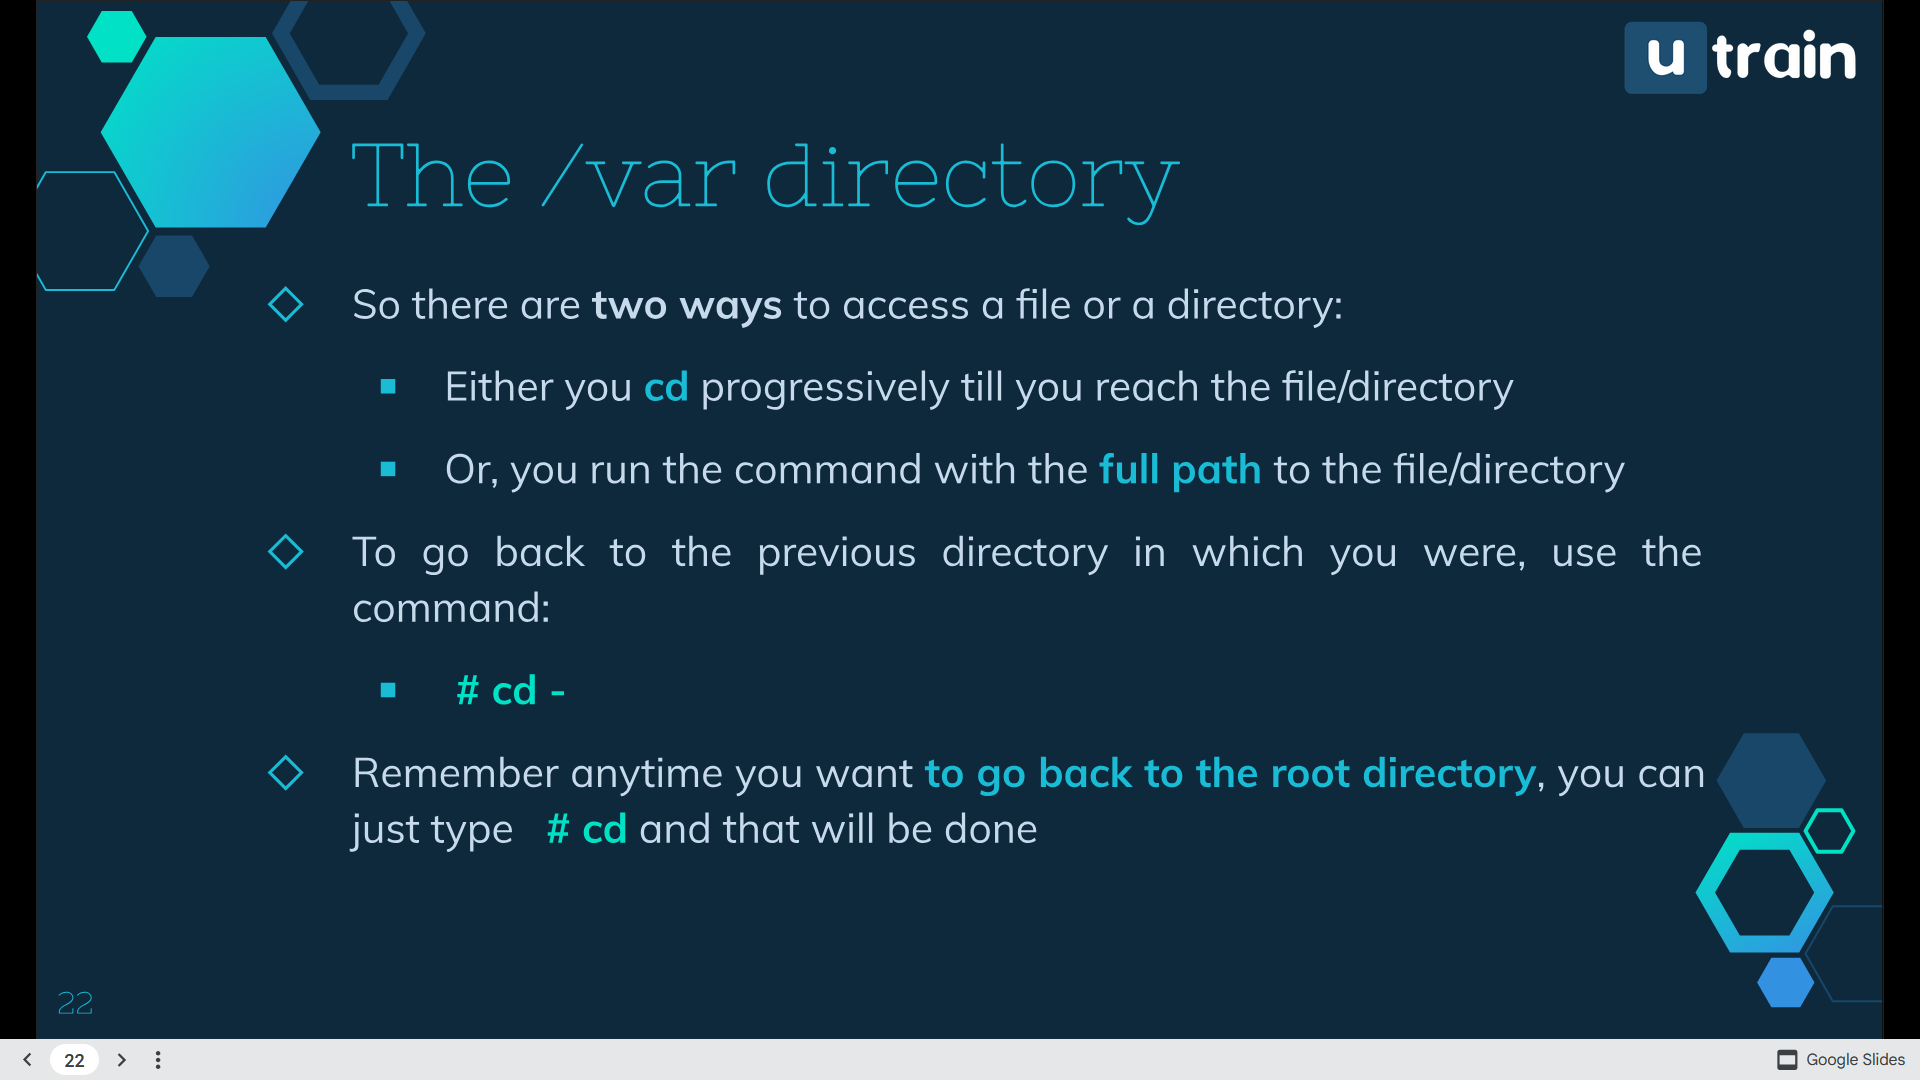 u train
The /var directory
So there are two ways to access a file or a directory:
Either you cd progressively till you reach the file/directory
Or, you run the command with the full path to the file/directory
To go back to the previous directory in which you were, use the
command:
# cd -
Remember anytime you want to go back to the root directory, you can
just type # cd and that will be done
22
22
Google Slides